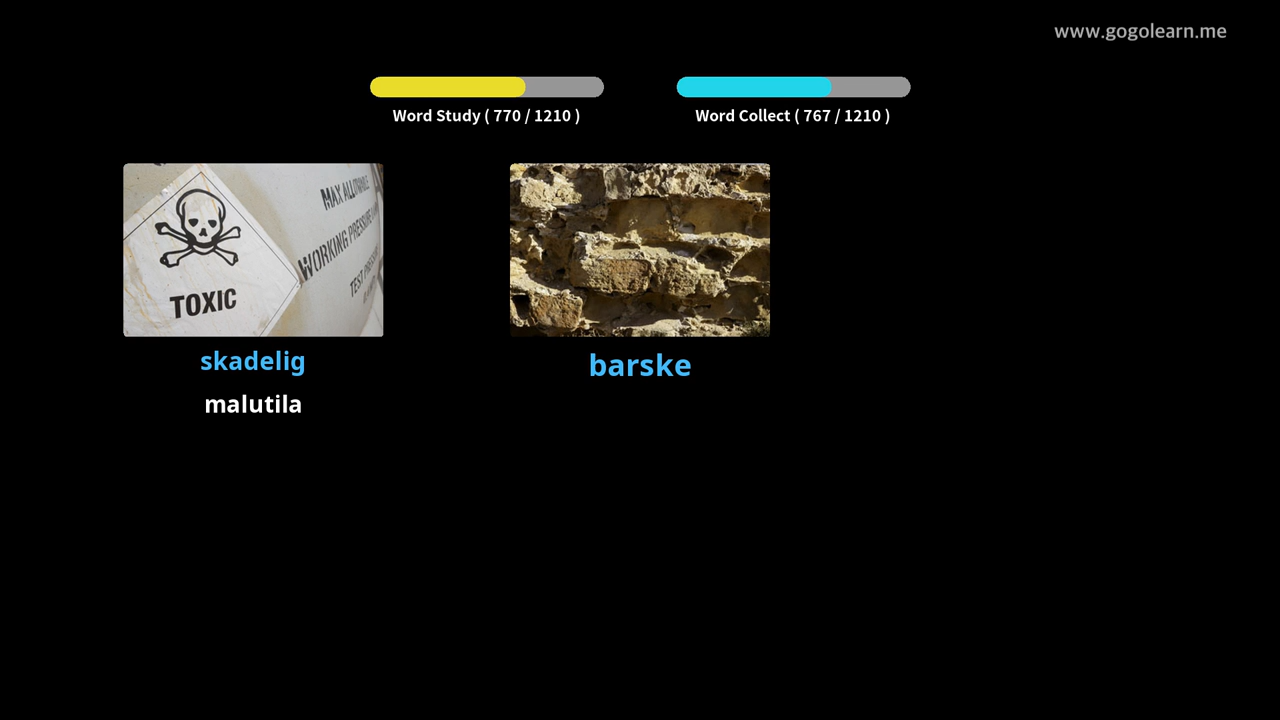 www.gogolearn.me
Word Study ( 770 / 1210 )
Word Collect ( 767 / 1210 )
MAX ALLOWABLE
WORKING PRESSURE
TOXIC
skadelig
malutila
barske